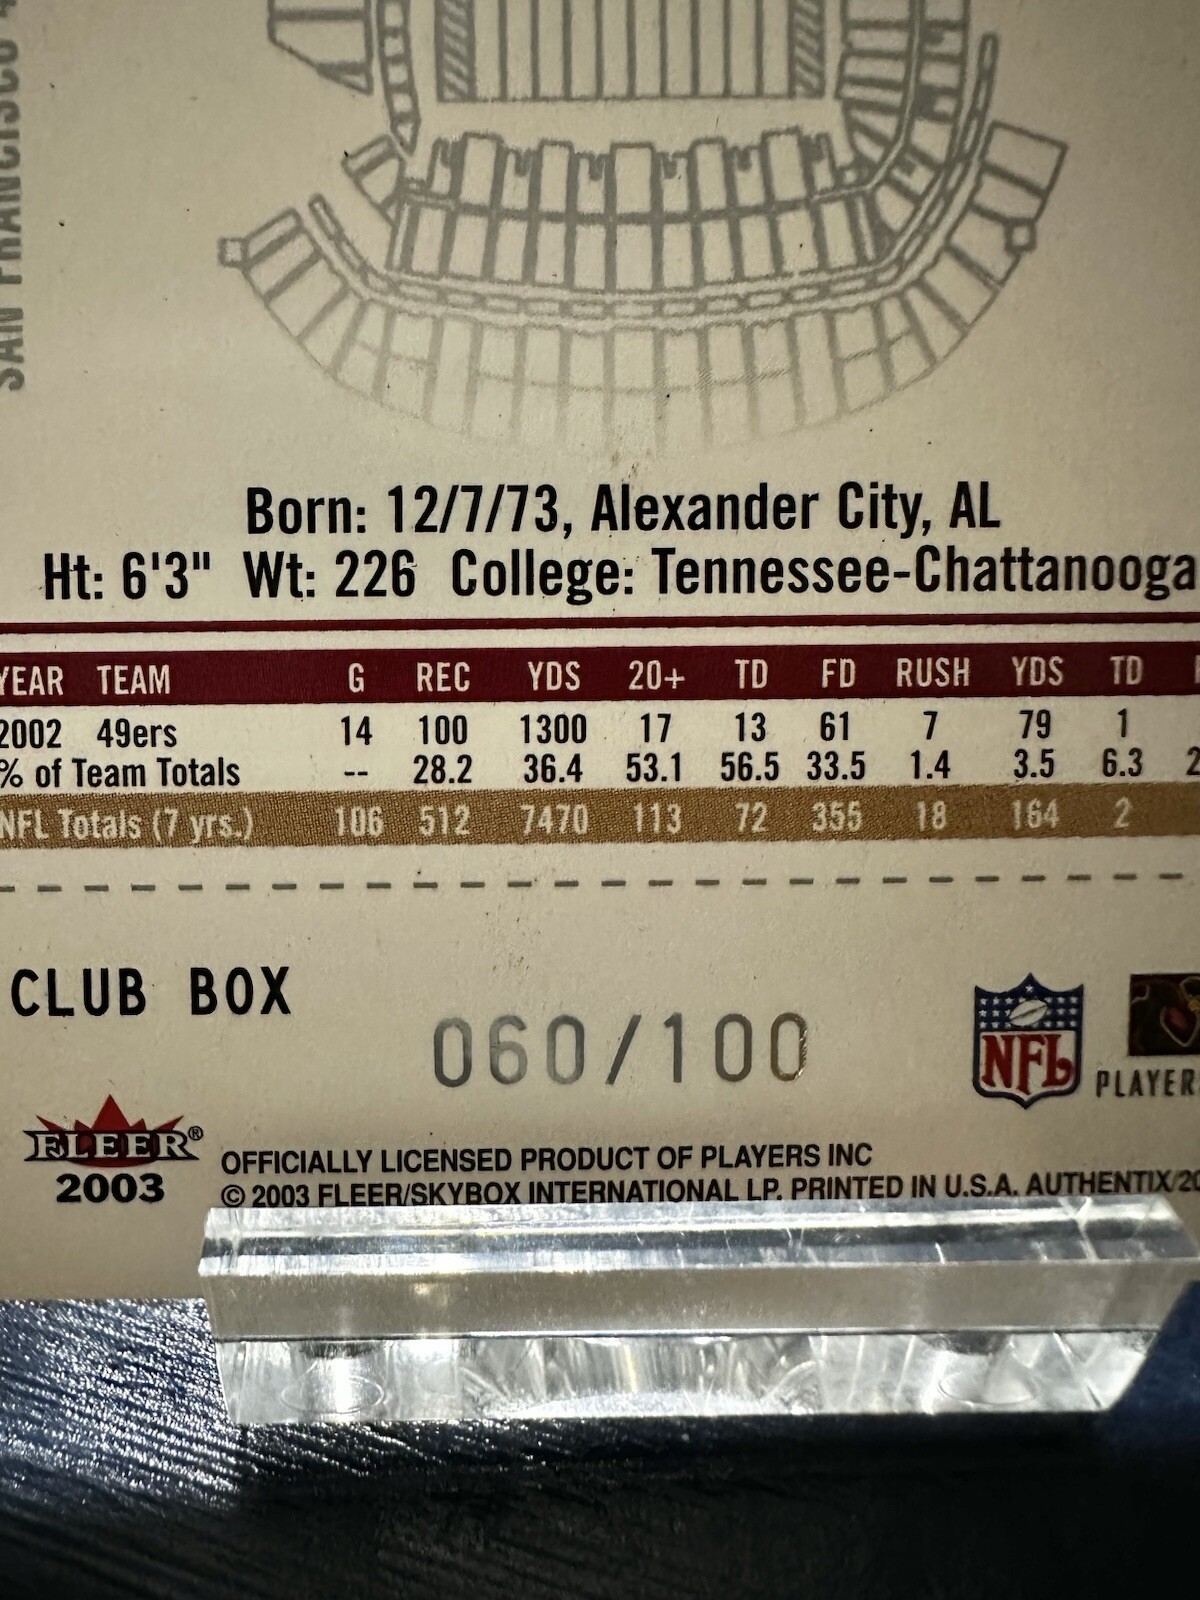 SAN FRANCISCO
Born: 12/7/73, Alexander City, AL
Ht: 6'3" Wt: 226 College: Tennessee-Chattanooga
YEAR TEAM G REC YDS 20+ TD FD RUSH YDS TD
2002 49ers 14 100 1300 17 13 61 7 79 1
% of Team Totals -- 28.2 36.4 53.1 56.5 33.5 1.4 3.5 6.3 2
NFL Totals (7 yrs.) 106 512 7470 113 72 355 18 164 2
CLUB BOX
060/100
NFL
PLAYERS
FLEER®
2003
OFFICIALLY LICENSED PRODUCT OF PLAYERS INC
© 2003 FLEER/SKYBOX INTERNATIONAL LP. PRINTED IN U.S.A. AUTHENTIX/20